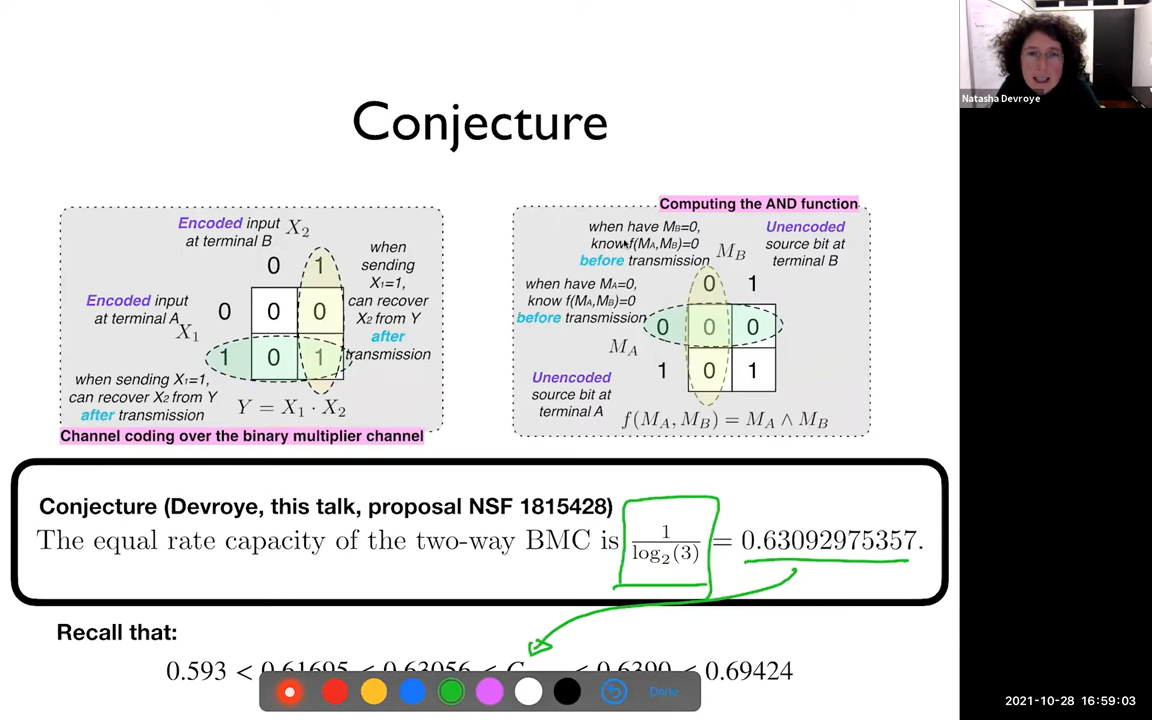 Conjecture
Natasha Devroye
Encoded input X₂
at terminal B
0 1
when
sending
X₁=1,
can recover
X₂ from Y
after
transmission
Encoded input
at terminal A
X₁
0 0 0
1 0 1
when sending X₁=1,
can recover X₂ from Y
after transmission
Y = X₁ · X₂
Channel coding over the binary multiplier channel
Computing the AND function
when have MB=0,
know f(MA,MB)=0
before transmission
MB
Unencoded
source bit at
terminal B
when have MA=0,
know f(MA,MB)=0
before transmission
0 1
0 0 0
MA
1 0 1
Unencoded
source bit at
terminal A
f(MA, MB) = MA ∧ MB
Conjecture (Devroye, this talk, proposal NSF 1815428)
The equal rate capacity of the two-way BMC is 1/log₂(3) = 0.63092975357.
Recall that:
0.593 < 0.61695 < 0.63056 < C < 0.6390 < 0.69424
Done
2021-10-28 16:59:03